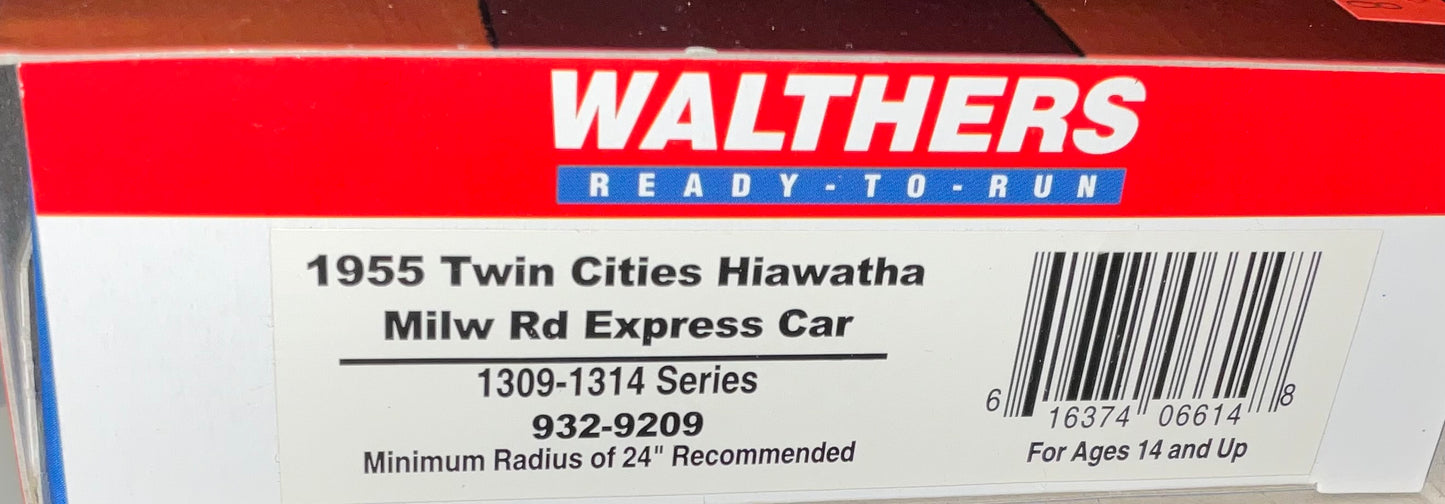 WALTHERS
READY-TO-RUN
1955 Twin Cities Hiawatha
Milw Rd Express Car
1309-1314 Series
932-9209
Minimum Radius of 24" Recommended
6 16374 06614 8
For Ages 14 and Up